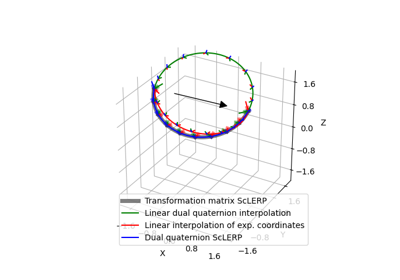 1.6
0.8
0.0
−0.8
−1.6
Z
Transformation matrix ScLERP
Linear dual quaternion interpolation
Linear interpolation of exp. coordinates
Dual quaternion ScLERP
1.6
Y
−0.8
−1.6
X
0.8
1.6